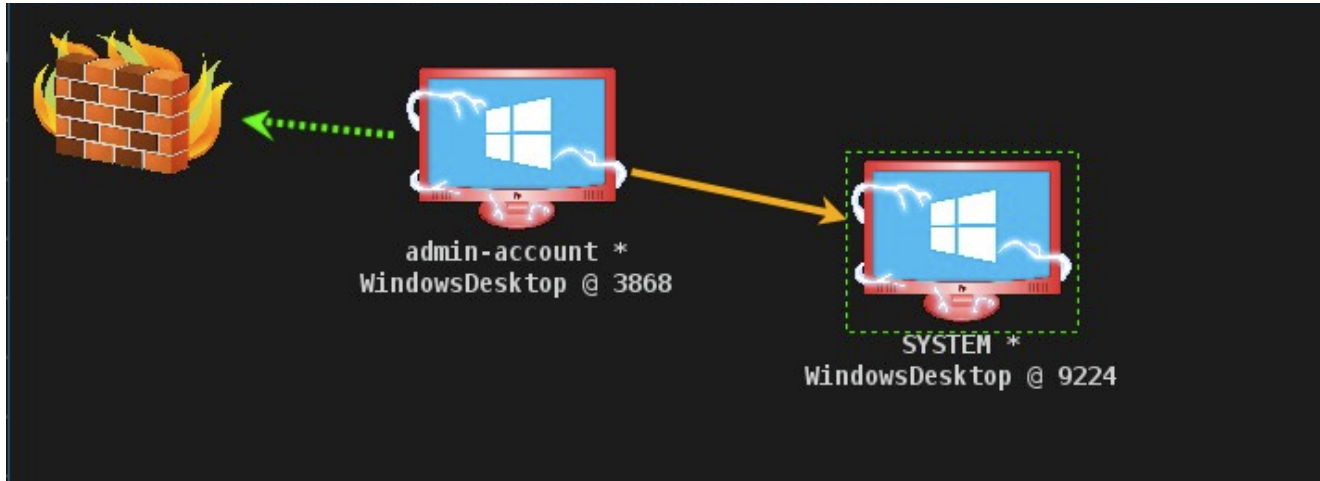 admin-account *
WindowsDesktop @ 3868
SYSTEM *
WindowsDesktop @ 9224